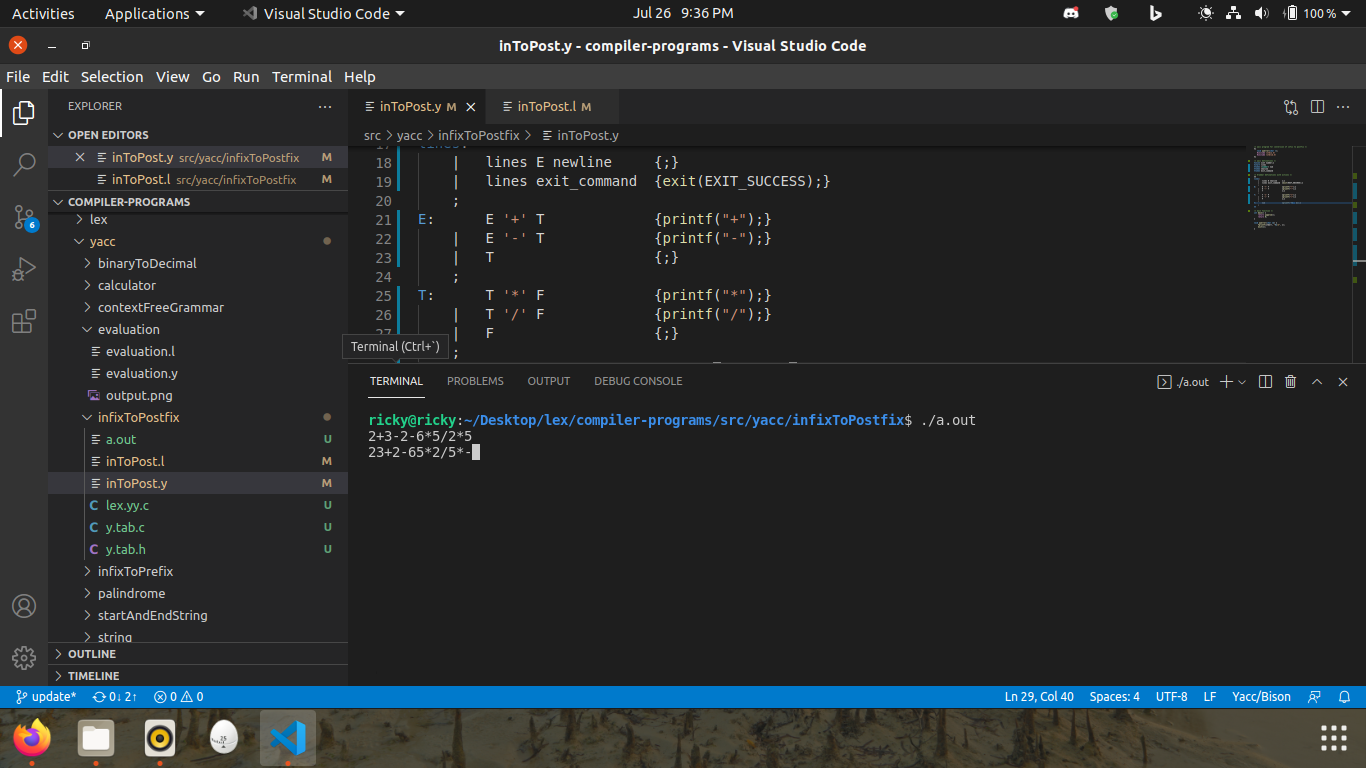 Activities Applications Visual Studio Code Jul 26 9:36 PM 100 %
inToPost.y - compiler-programs - Visual Studio Code
File Edit Selection View Go Run Terminal Help
EXPLORER ··· inToPost.y M inToPost.l M ···
OPEN EDITORS
src yacc infixToPostfix inToPost.y
inToPost.y src/yacc/infixToPostfix M
inToPost.l src/yacc/infixToPostfix M
COMPILER-PROGRAMS
lex
yacc
binaryToDecimal
calculator
contextFreeGrammar
evaluation
evaluation.l
evaluation.y
output.png
infixToPostfix
a.out U
inToPost.l M
inToPost.y M
C lex.yy.c U
C y.tab.c U
C y.tab.h U
infixToPrefix
palindrome
startAndEndString
string
OUTLINE
TIMELINE
6
18 | lines E newline {;}
19 | lines exit_command {exit(EXIT_SUCCESS);}
20 ;
21 E: E '+' T {printf("+");}
22 | E '-' T {printf("-");}
23 | T {;}
24 ;
25 T: T '*' F {printf("*");}
26 | T '/' F {printf("/");}
27 | F {;}
;
Terminal (Ctrl+`)
TERMINAL PROBLEMS OUTPUT DEBUG CONSOLE ./a.out
ricky@ricky:~/Desktop/lex/compiler-programs/src/yacc/infixToPostfix$ ./a.out
2+3-2-6*5/2*5
23+2-65*2/5*-
update* 0↓ 2↑ 0 0 Ln 29, Col 40 Spaces: 4 UTF-8 LF Yacc/Bison